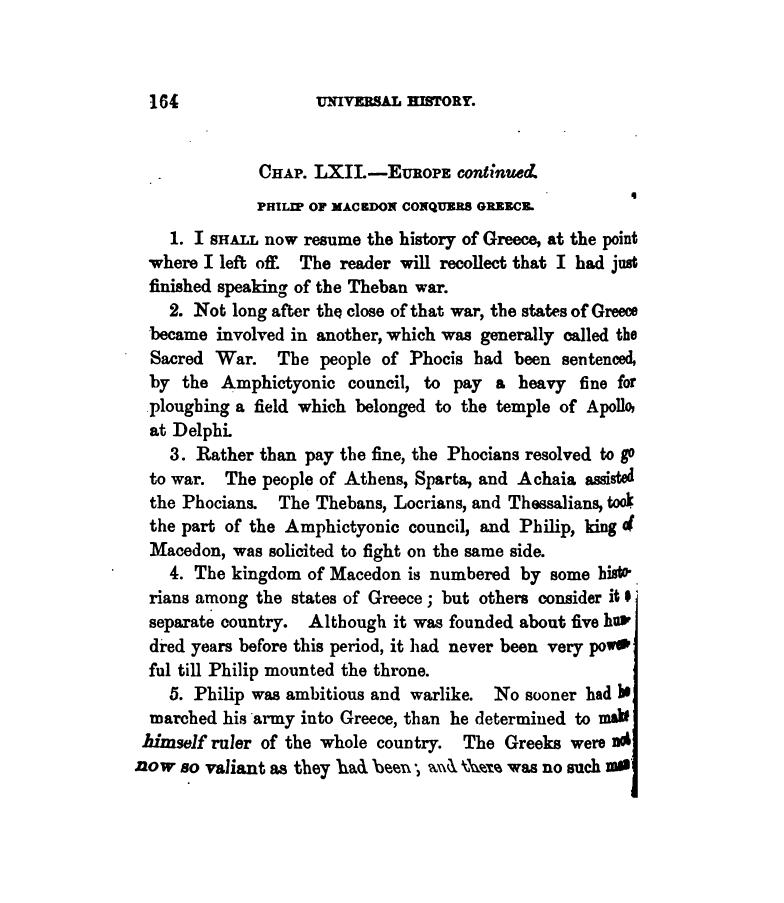 164 UNIVERSAL HISTORY.
CHAP. LXII.—EUROPE continued.
PHILIP OF MACEDON CONQUERS GREECE.
1. I SHALL now resume the history of Greece, at the point
where I left off. The reader will recollect that I had just
finished speaking of the Theban war.
2. Not long after the close of that war, the states of Greece
became involved in another, which was generally called the
Sacred War. The people of Phocis had been sentenced,
by the Amphictyonic council, to pay a heavy fine for
ploughing a field which belonged to the temple of Apollo,
at Delphi.
3. Rather than pay the fine, the Phocians resolved to go
to war. The people of Athens, Sparta, and Achaia assisted
the Phocians. The Thebans, Locrians, and Thessalians, took
the part of the Amphictyonic council, and Philip, king of
Macedon, was solicited to fight on the same side.
4. The kingdom of Macedon is numbered by some histo-
rians among the states of Greece; but others consider it a
separate country. Although it was founded about five hun-
dred years before this period, it had never been very power-
ful till Philip mounted the throne.
5. Philip was ambitious and warlike. No sooner had he
marched his army into Greece, than he determined to make
himself ruler of the whole country. The Greeks were not
now so valiant as they had been; and there was no such man